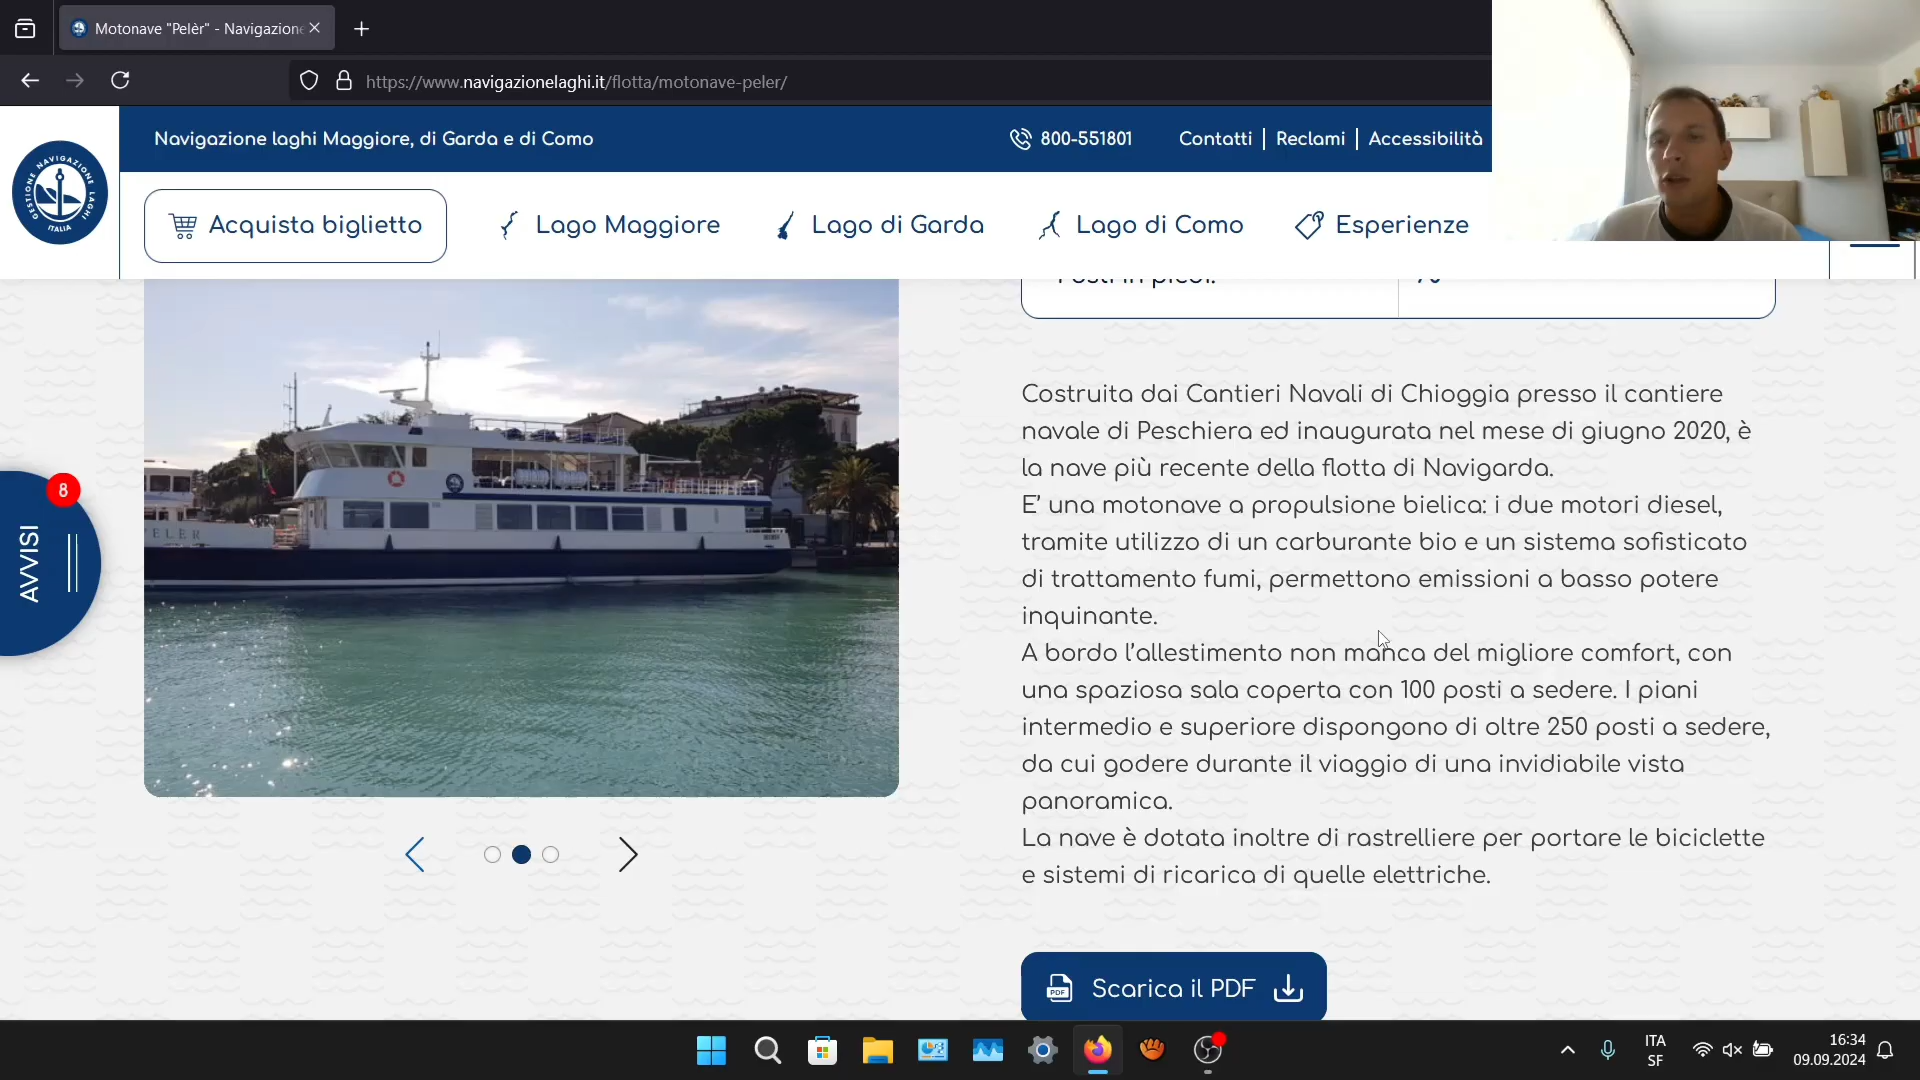 Motonave "Pelèr" - Navigazione
https://www.navigazionelaghi.it/flotta/motonave-peler/
Navigazione laghi Maggiore, di Garda e di Como
800-551801
Contatti
Reclami
Accessibilità
GESTIONE NAVIGAZIONE LAGHI
ITALIA
Acquista biglietto
Lago Maggiore
Lago di Garda
Lago di Como
Esperienze
8
AVVISI
Costruita dai Cantieri Navali di Chioggia presso il cantiere
navale di Peschiera ed inaugurata nel mese di giugno 2020, è
la nave più recente della flotta di Navigarda.
E’ una motonave a propulsione bielica: i due motori diesel,
tramite utilizzo di un carburante bio e un sistema sofisticato
di trattamento fumi, permettono emissioni a basso potere
inquinante.
A bordo l’allestimento non manca del migliore comfort, con
una spaziosa sala coperta con 100 posti a sedere. I piani
intermedio e superiore dispongono di oltre 250 posti a sedere,
da cui godere durante il viaggio di una invidiabile vista
panoramica.
La nave è dotata inoltre di rastrelliere per portare le biciclette
e sistemi di ricarica di quelle elettriche.
PDF
Scarica il PDF
ITA
SF
16:34
09.09.2024